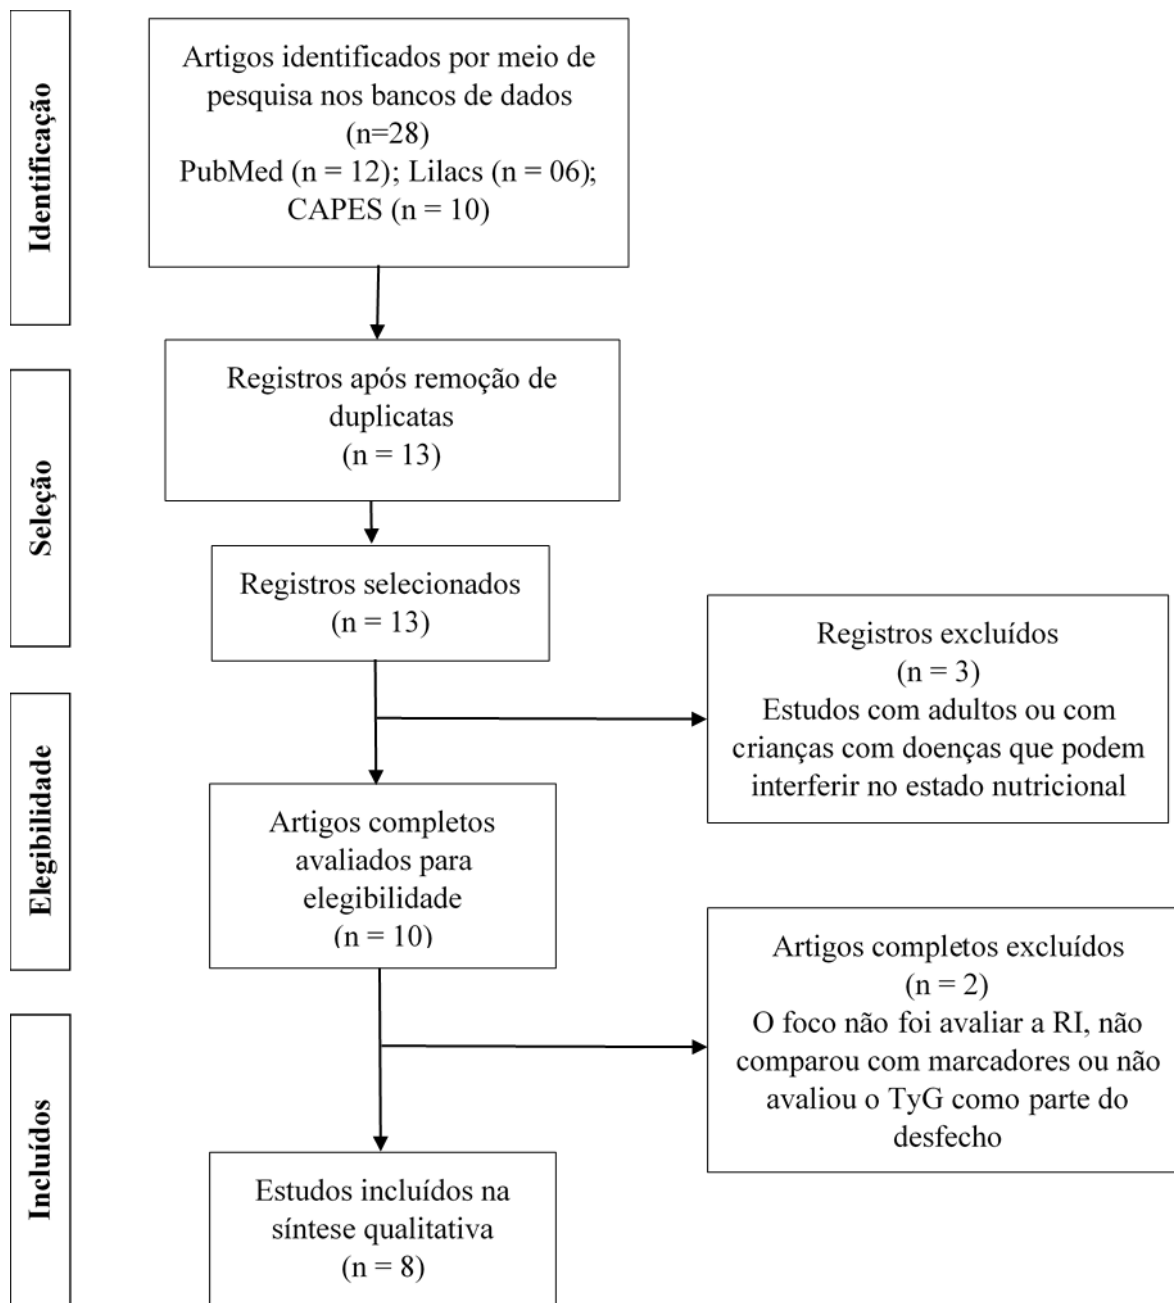 Identificação
Artigos identificados por meio de
pesquisa nos bancos de dados
(n=28)
PubMed (n = 12); Lilacs (n = 06);
CAPES (n = 10)
Seleção
Registros após remoção de
duplicatas
(n = 13)
Registros selecionados
(n = 13)
Registros excluídos
(n = 3)
Estudos com adultos ou com
crianças com doenças que podem
interferir no estado nutricional
Elegibilidade
Artigos completos
avaliados para
elegibilidade
(n = 10)
Artigos completos excluídos
(n = 2)
O foco não foi avaliar a RI, não
comparou com marcadores ou não
avaliou o TyG como parte do
desfecho
Incluídos
Estudos incluídos na
síntese qualitativa
(n = 8)